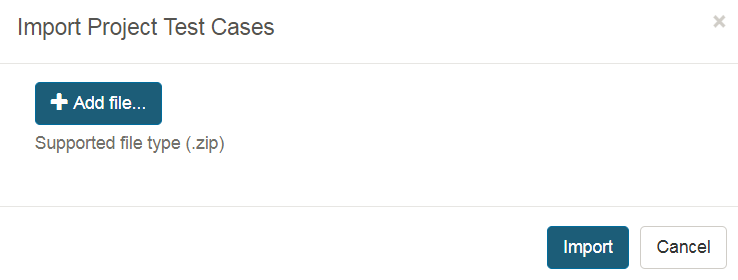 Import Project Test Cases
×
+ Add file...
Supported file type (.zip)
Import Cancel